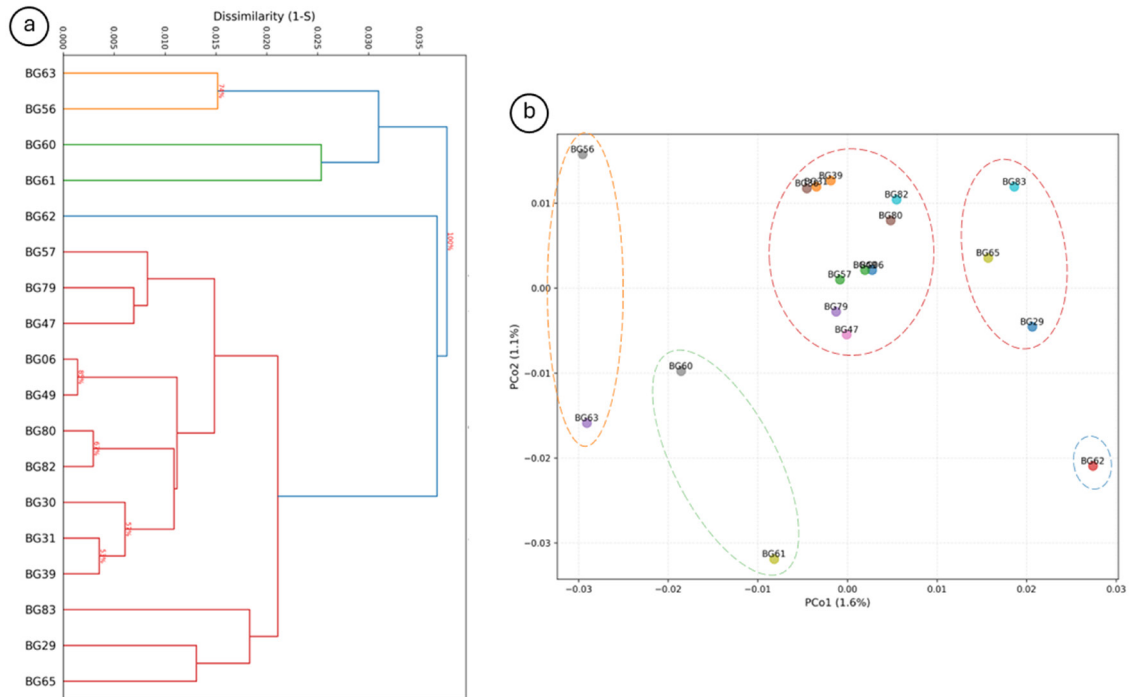 a
Dissimilarity (1-S)
0.000
0.005
0.010
0.015
0.020
0.025
0.030
0.035
BG63
BG56
BG60
BG61
BG62
BG57
BG79
BG47
BG06
BG49
BG80
BG82
BG30
BG31
BG39
BG83
BG29
BG65
100%
b
PCo2 (1.1%)
0.01
0.00
−0.01
−0.02
−0.03
BG56
BG39
BG82
BG80
BG83
BG65
BG57
BG79
BG47
BG29
BG60
BG63
BG62
BG61
−0.03
−0.02
−0.01
0.00
0.01
0.02
0.03
PCo1 (1.6%)